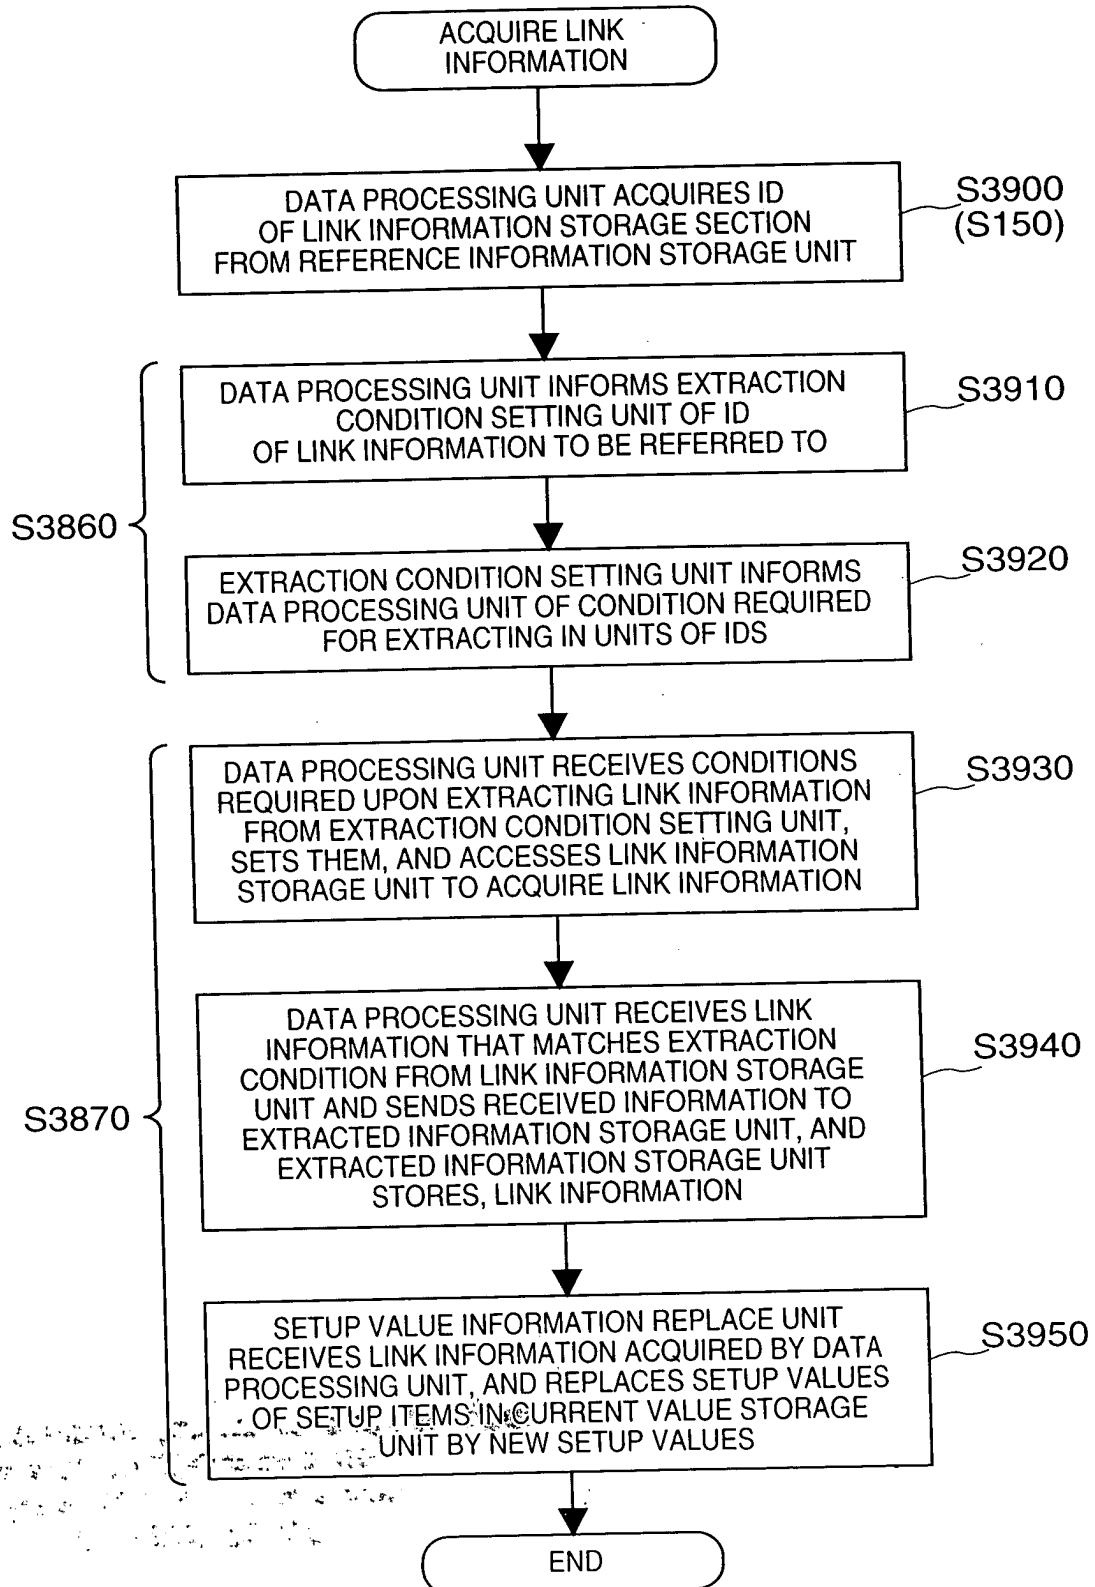 ACQUIRE LINK
INFORMATION
DATA PROCESSING UNIT ACQUIRES ID
OF LINK INFORMATION STORAGE SECTION
FROM REFERENCE INFORMATION STORAGE UNIT
S3900
(S150)
DATA PROCESSING UNIT INFORMS EXTRACTION
CONDITION SETTING UNIT OF ID
OF LINK INFORMATION TO BE REFERRED TO
S3910
S3860
EXTRACTION CONDITION SETTING UNIT INFORMS
DATA PROCESSING UNIT OF CONDITION REQUIRED
FOR EXTRACTING IN UNITS OF IDS
S3920
DATA PROCESSING UNIT RECEIVES CONDITIONS
REQUIRED UPON EXTRACTING LINK INFORMATION
FROM EXTRACTION CONDITION SETTING UNIT,
SETS THEM, AND ACCESSES LINK INFORMATION
STORAGE UNIT TO ACQUIRE LINK INFORMATION
S3930
DATA PROCESSING UNIT RECEIVES LINK
INFORMATION THAT MATCHES EXTRACTION
CONDITION FROM LINK INFORMATION STORAGE
UNIT AND SENDS RECEIVED INFORMATION TO
EXTRACTED INFORMATION STORAGE UNIT, AND
EXTRACTED INFORMATION STORAGE UNIT
STORES, LINK INFORMATION
S3940
S3870
SETUP VALUE INFORMATION REPLACE UNIT
RECEIVES LINK INFORMATION ACQUIRED BY DATA
PROCESSING UNIT, AND REPLACES SETUP VALUES
OF SETUP ITEMS IN CURRENT VALUE STORAGE
UNIT BY NEW SETUP VALUES
S3950
END